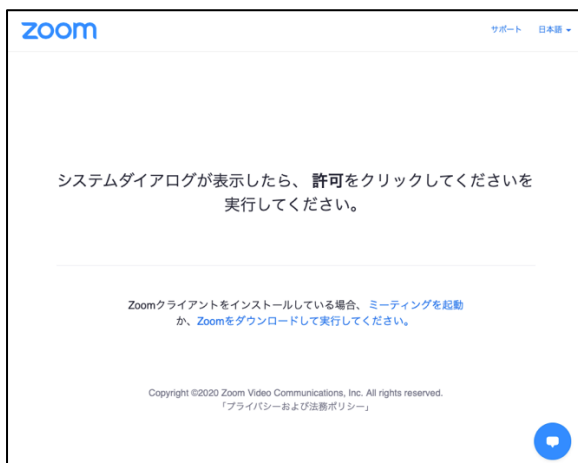 zoom
サポート 日本語
システムダイアログが表示したら、 許可をクリックしてくださいを
実行してください。
Zoomクライアントをインストールしている場合、 ミーティングを起動
か、Zoomをダウンロードして実行してください。
Copyright ©2020 Zoom Video Communications, Inc. All rights reserved.
「プライバシーおよび法務ポリシー」